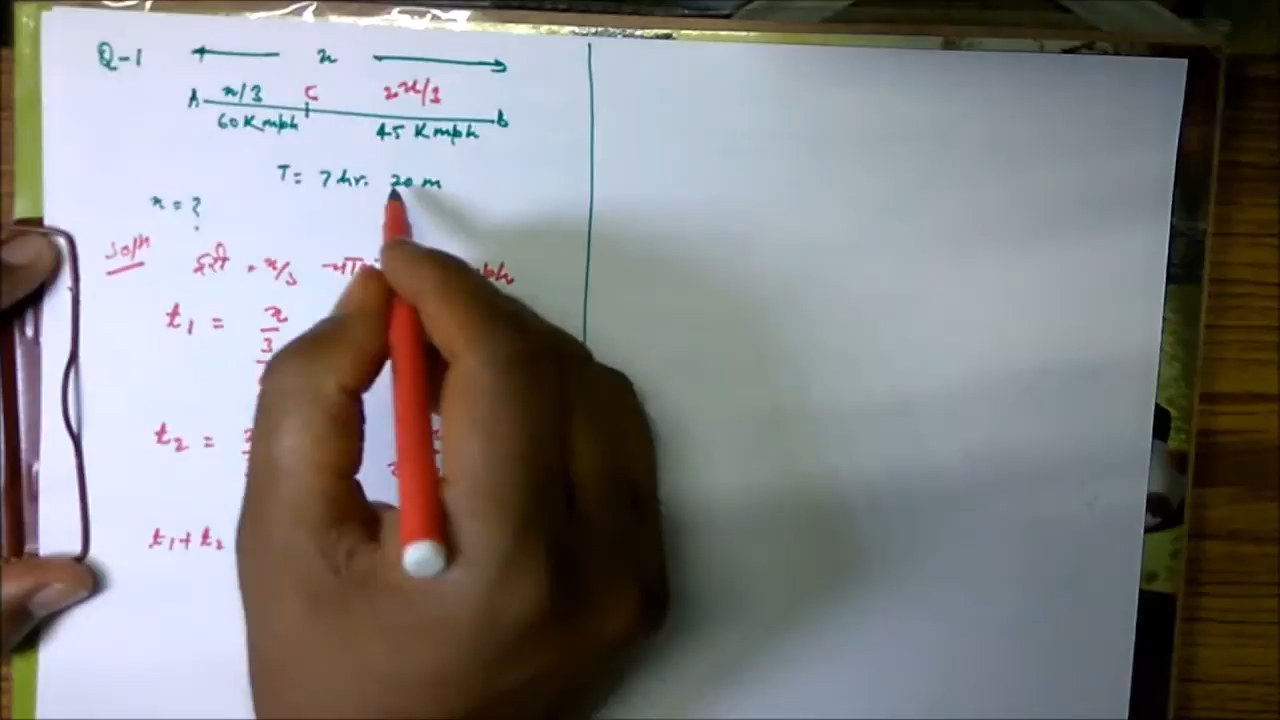 Q-1 x
A x/3 C 2x/3 B
60 Kmph 45 Kmph
T = 7 hr. 20 m
x = ?
Soln दूरी = x/3
t1 = x
3
t2 =
t1 + t2